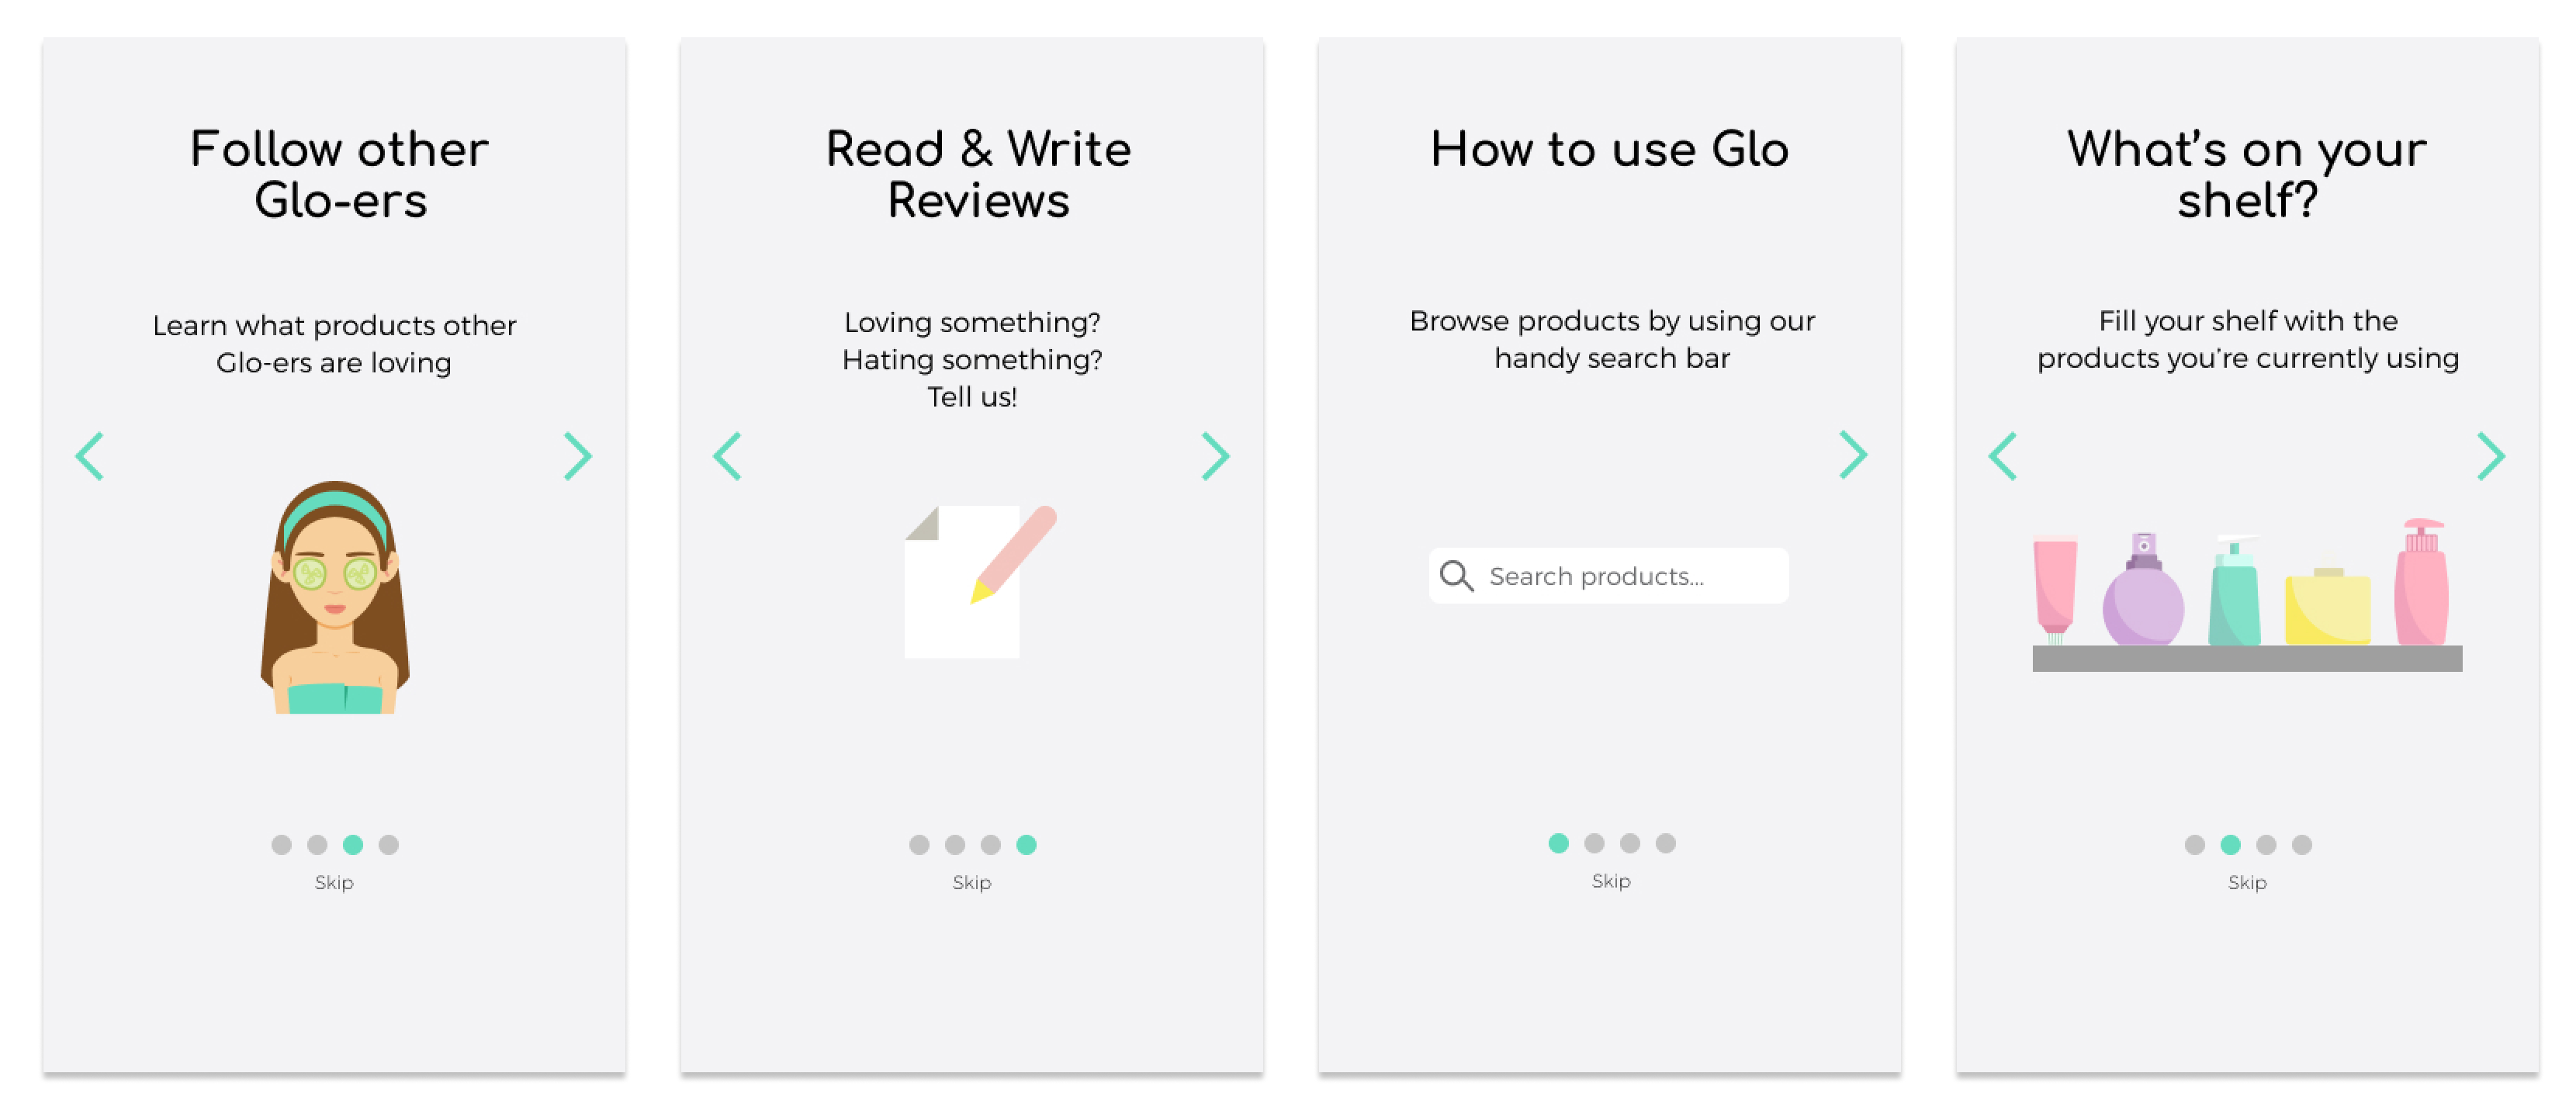 Follow other
Glo-ers
Learn what products other
Glo-ers are loving
Skip
Read & Write
Reviews
Loving something?
Hating something?
Tell us!
Skip
How to use Glo
Browse products by using our
handy search bar
Search products...
Skip
What's on your
shelf?
Fill your shelf with the
products you're currently using
Skip